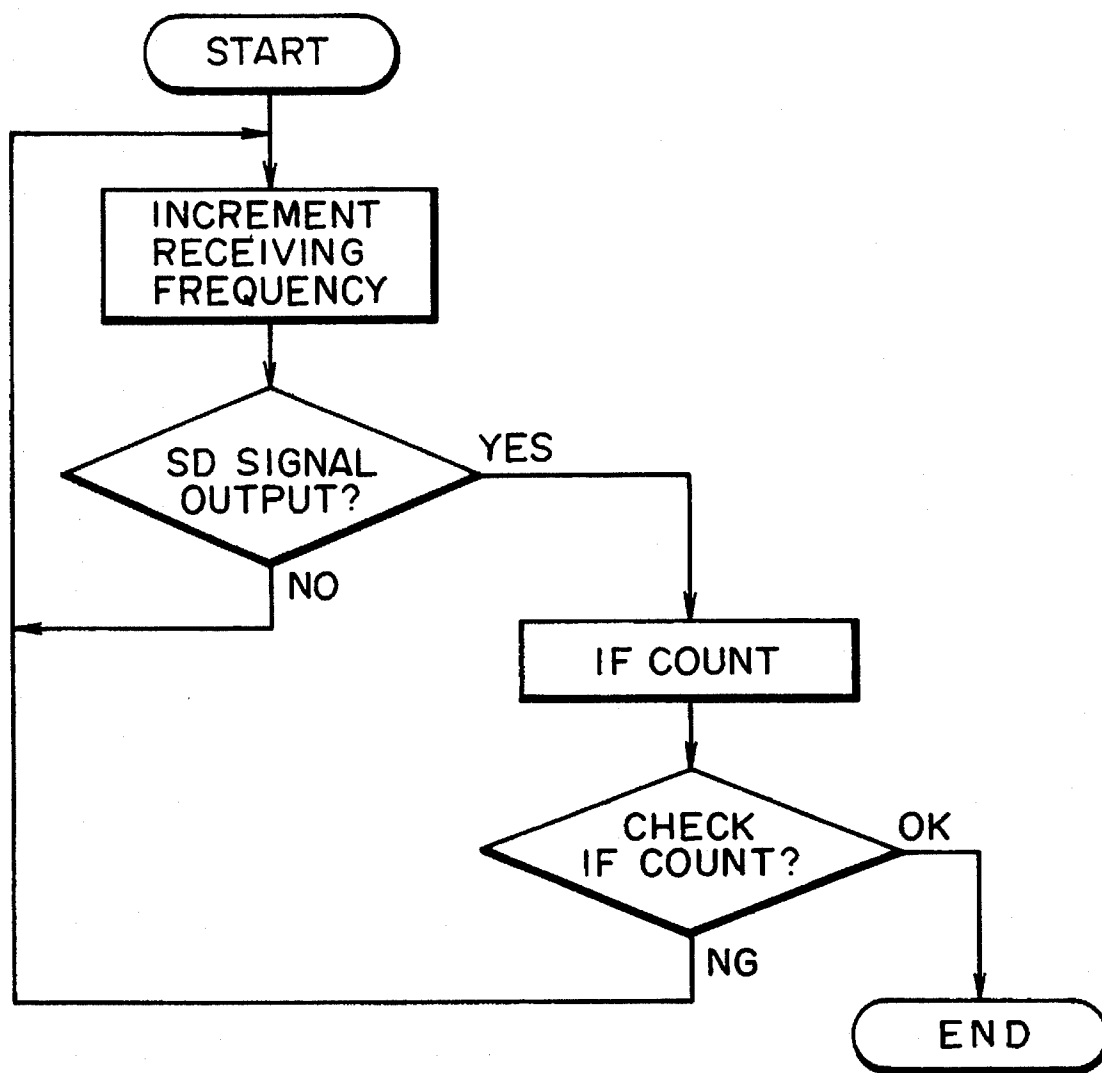 START
INCREMENT
RECEIVING
FREQUENCY
SD SIGNAL
OUTPUT?
YES
NO
IF COUNT
CHECK
IF COUNT?
OK
NG
END